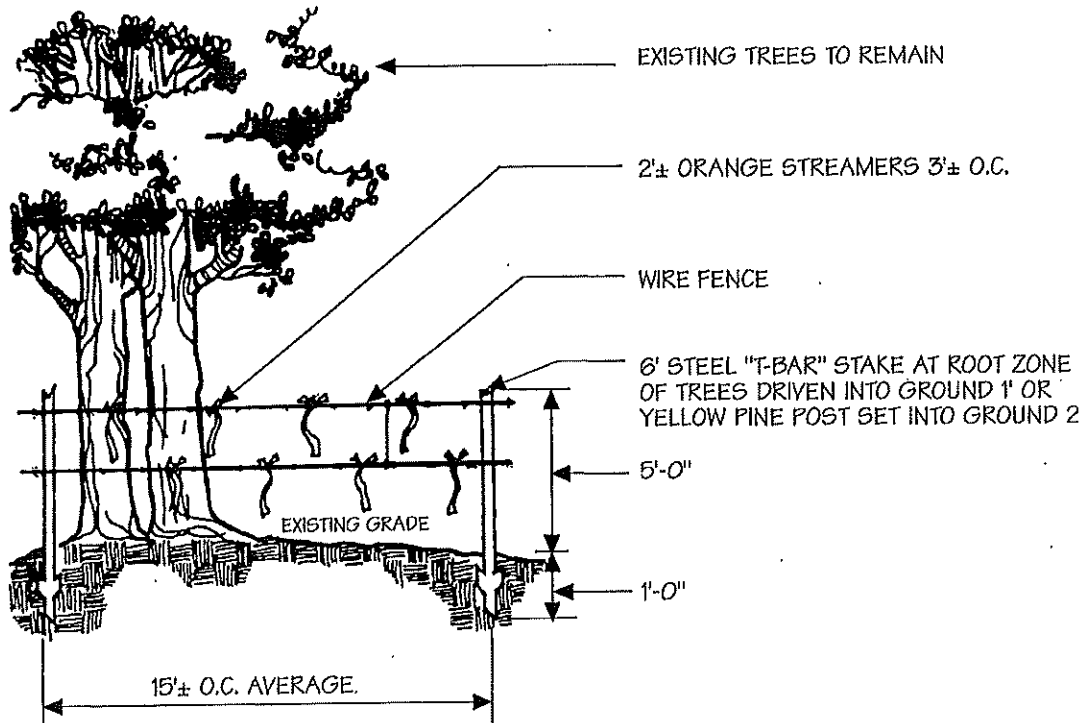 EXISTING TREES TO REMAIN
2'± ORANGE STREAMERS 3'± O.C.
WIRE FENCE
6' STEEL "T-BAR" STAKE AT ROOT ZONE
OF TREES DRIVEN INTO GROUND 1' OR
YELLOW PINE POST SET INTO GROUND 2
5'-0"
EXISTING GRADE
1'-0"
15'± O.C. AVERAGE.